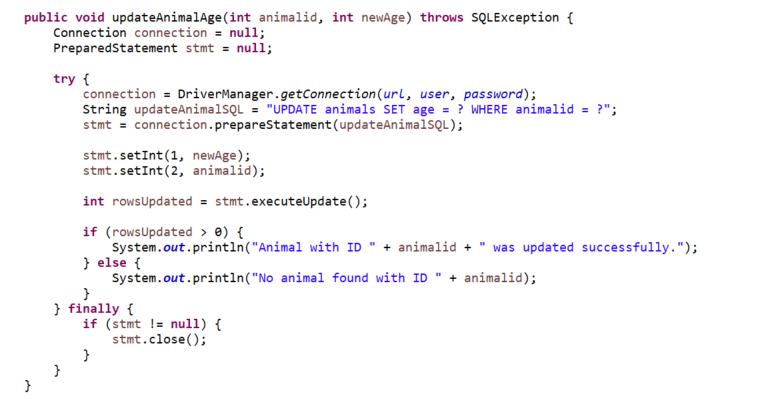 public void updateAnimalAge(int animalid, int newAge) throws SQLException {
    Connection connection = null;
    PreparedStatement stmt = null;

    try {
        connection = DriverManager.getConnection(url, user, password);
        String updateAnimalSQL = "UPDATE animals SET age = ? WHERE animalid = ?";
        stmt = connection.prepareStatement(updateAnimalSQL);

        stmt.setInt(1, newAge);
        stmt.setInt(2, animalid);

        int rowsUpdated = stmt.executeUpdate();

        if (rowsUpdated > 0) {
            System.out.println("Animal with ID " + animalid + " was updated successfully.");
        } else {
            System.out.println("No animal found with ID " + animalid);
        }
    } finally {
        if (stmt != null) {
            stmt.close();
        }
    }
}